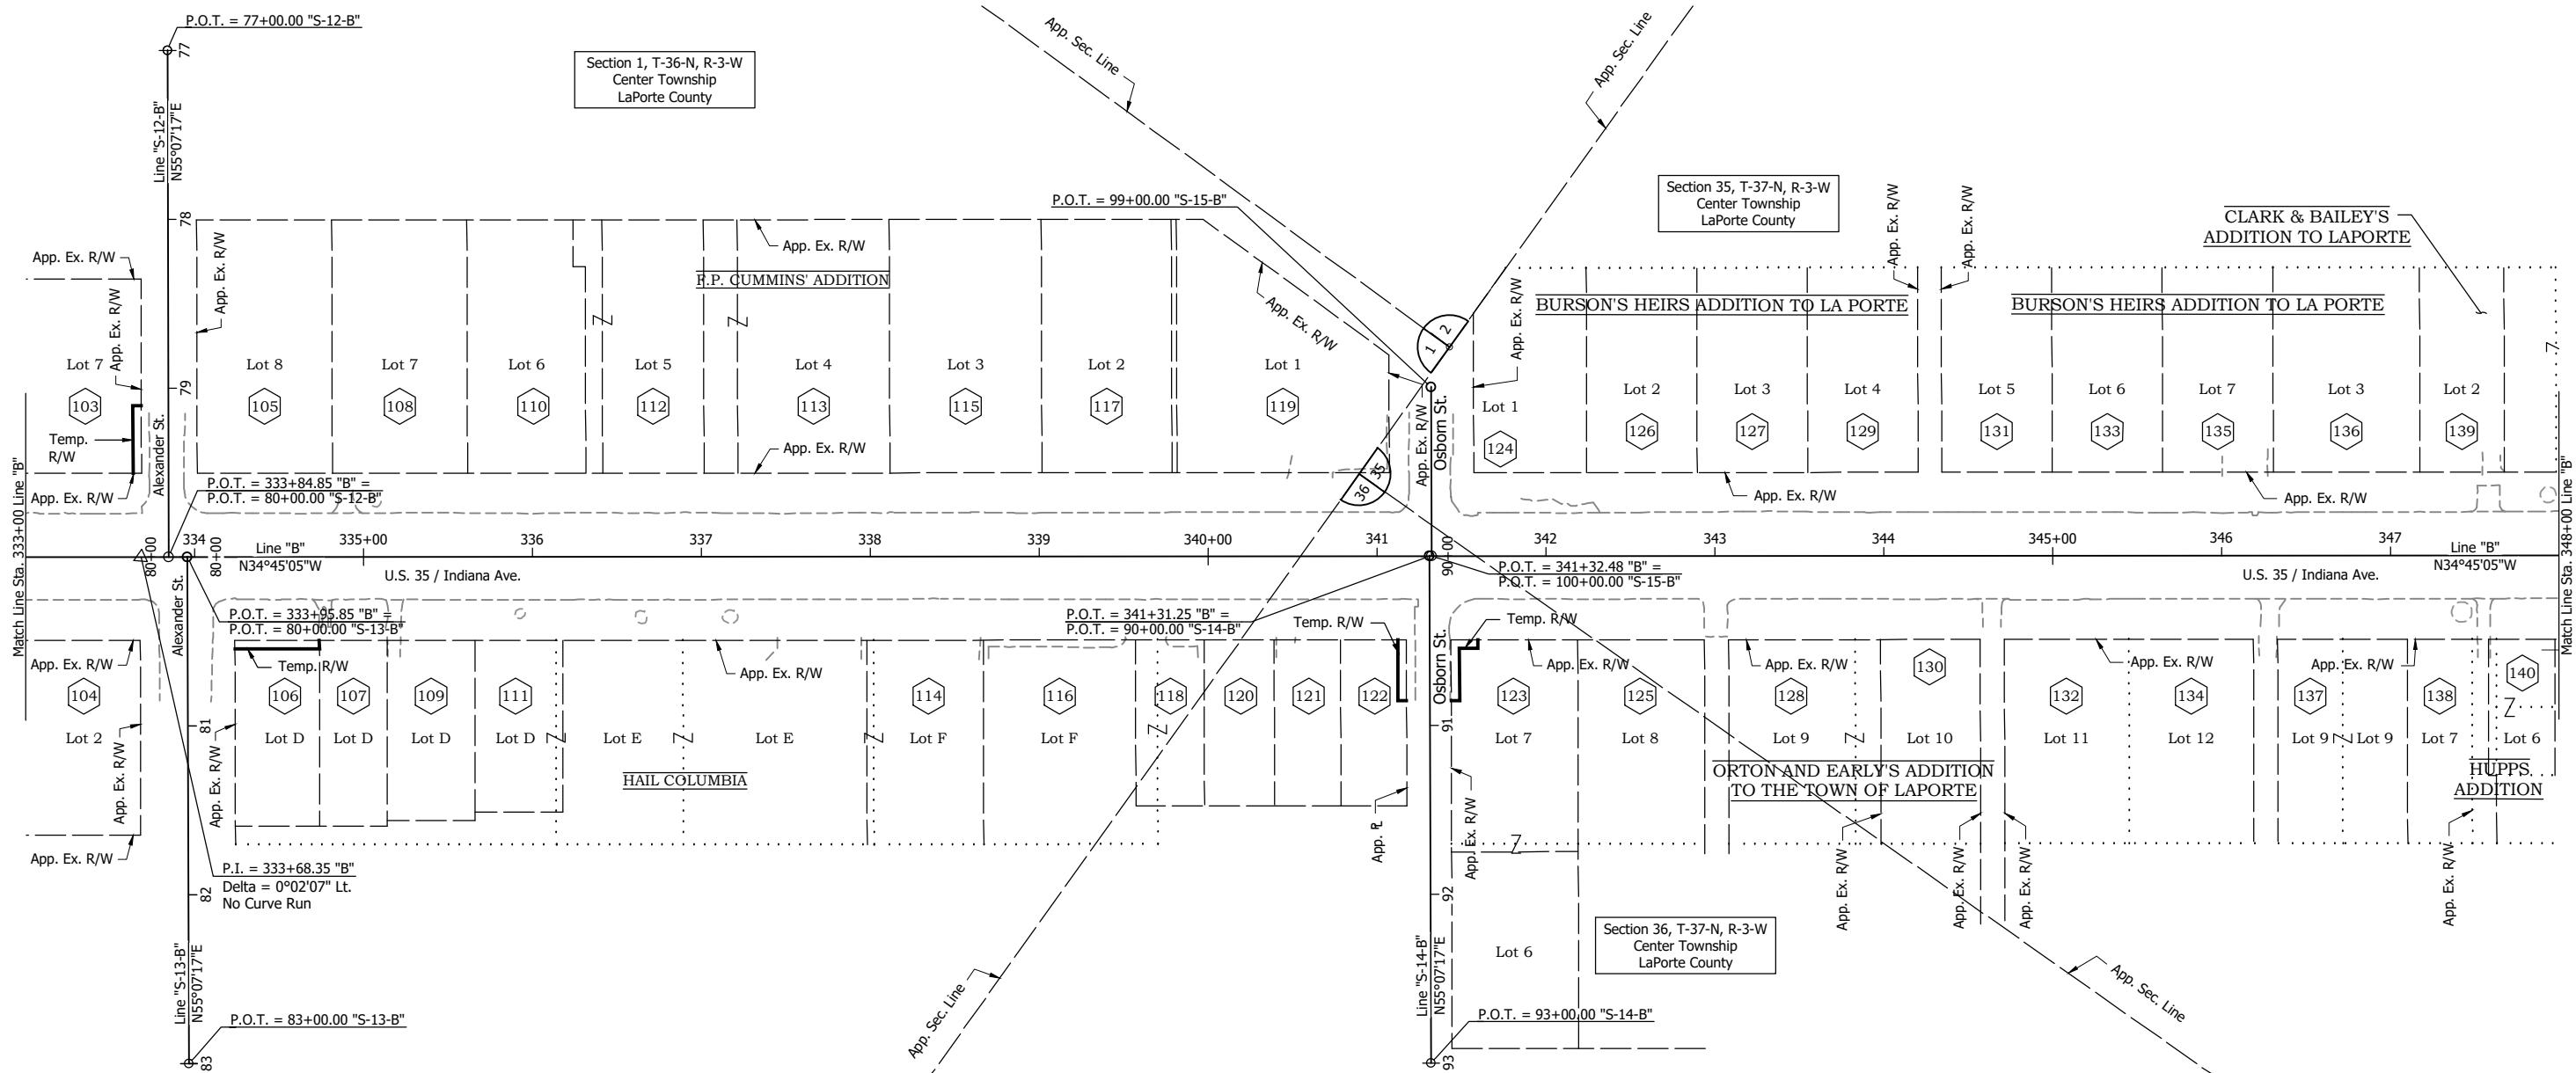 P.O.T. = 77+00.00 "S-12-B"
77
Line "S-12-B"
N55°07'17"E
Section 1, T-36-N, R-3-W
Center Township
LaPorte County
App. Sec. Line
App. Sec. Line
P.O.T. = 99+00.00 "S-15-B"
Section 35, T-37-N, R-3-W
Center Township
LaPorte County
App. Ex. R/W
App. Ex. R/W
CLARK & BAILEY'S
ADDITION TO LAPORTE
78
App. Ex. R/W
App. Ex. R/W
App. Ex. R/W
App. Ex. R/W
F.P. CUMMINS' ADDITION
App. Ex. R/W
BURSON'S HEIRS ADDITION TO LA PORTE
BURSON'S HEIRS ADDITION TO LA PORTE
App. Ex. R/W
1
2
Lot 7
Lot 8
Lot 7
Lot 6
Lot 5
Lot 4
Lot 3
Lot 2
Lot 1
103
105
108
110
112
113
115
117
119
79
Lot 1
Lot 2
Lot 3
Lot 4
Lot 5
Lot 6
Lot 7
Lot 3
Lot 2
124
126
127
129
131
133
135
136
139
Temp.
R/W
Alexander St.
App. Ex. R/W
App. Ex. R/W
App. Ex. R/W
Osborn St.
35
36
App. Ex. R/W
App. Ex. R/W
P.O.T. = 333+84.85 "B" =
P.O.T. = 80+00.00 "S-12-B"
Match Line Sta. 333+00 Line "B"
80+00
334
80+00
335+00
336
337
338
339
340+00
341
90+00
342
343
344
345+00
346
347
Line "B"
N34°45'05"W
U.S. 35 / Indiana Ave.
Line "B"
N34°45'05"W
U.S. 35 / Indiana Ave.
Match Line Sta. 348+00 Line "B"
P.O.T. = 341+32.48 "B" =
P.O.T. = 100+00.00 "S-15-B"
Alexander St.
P.O.T. = 333+95.85 "B" =
P.O.T. = 80+00.00 "S-13-B"
P.O.T. = 341+31.25 "B" =
P.O.T. = 90+00.00 "S-14-B"
Temp. R/W
Temp. R/W
Osborn St.
App. Ex. R/W
Temp. R/W
App. Ex. R/W
App. Ex. R/W
App. Ex. R/W
App. Ex. R/W
App. Ex. R/W
104
106
107
109
111
114
116
118
120
121
122
123
125
128
130
132
134
137
138
140
81
91
Lot 2
Lot D
Lot D
Lot D
Lot D
Lot E
Lot E
Lot F
Lot F
Lot 7
Lot 8
Lot 9
Lot 10
Lot 11
Lot 12
Lot 9
Lot 9
Lot 7
Lot 6
App. Ex. R/W
App. Ex. R/W
HAIL COLUMBIA
ORTON AND EARLY'S ADDITION
TO THE TOWN OF LAPORTE
HUPPS
ADDITION
App. Ex. R/W
App. ⅊
App. Ex. R/W
App. Ex. R/W
App. Ex. R/W
App. Ex. R/W
App. Ex. R/W
P.I. = 333+68.35 "B"
Delta = 0°02'07" Lt.
No Curve Run
82
92
Section 36, T-37-N, R-3-W
Center Township
LaPorte County
Lot 6
Line "S-13-B"
N55°07'17"E
App. Sec. Line
Line "S-14-B"
N55°07'17"E
App. Sec. Line
P.O.T. = 83+00.00 "S-13-B"
P.O.T. = 93+00.00 "S-14-B"
83
93